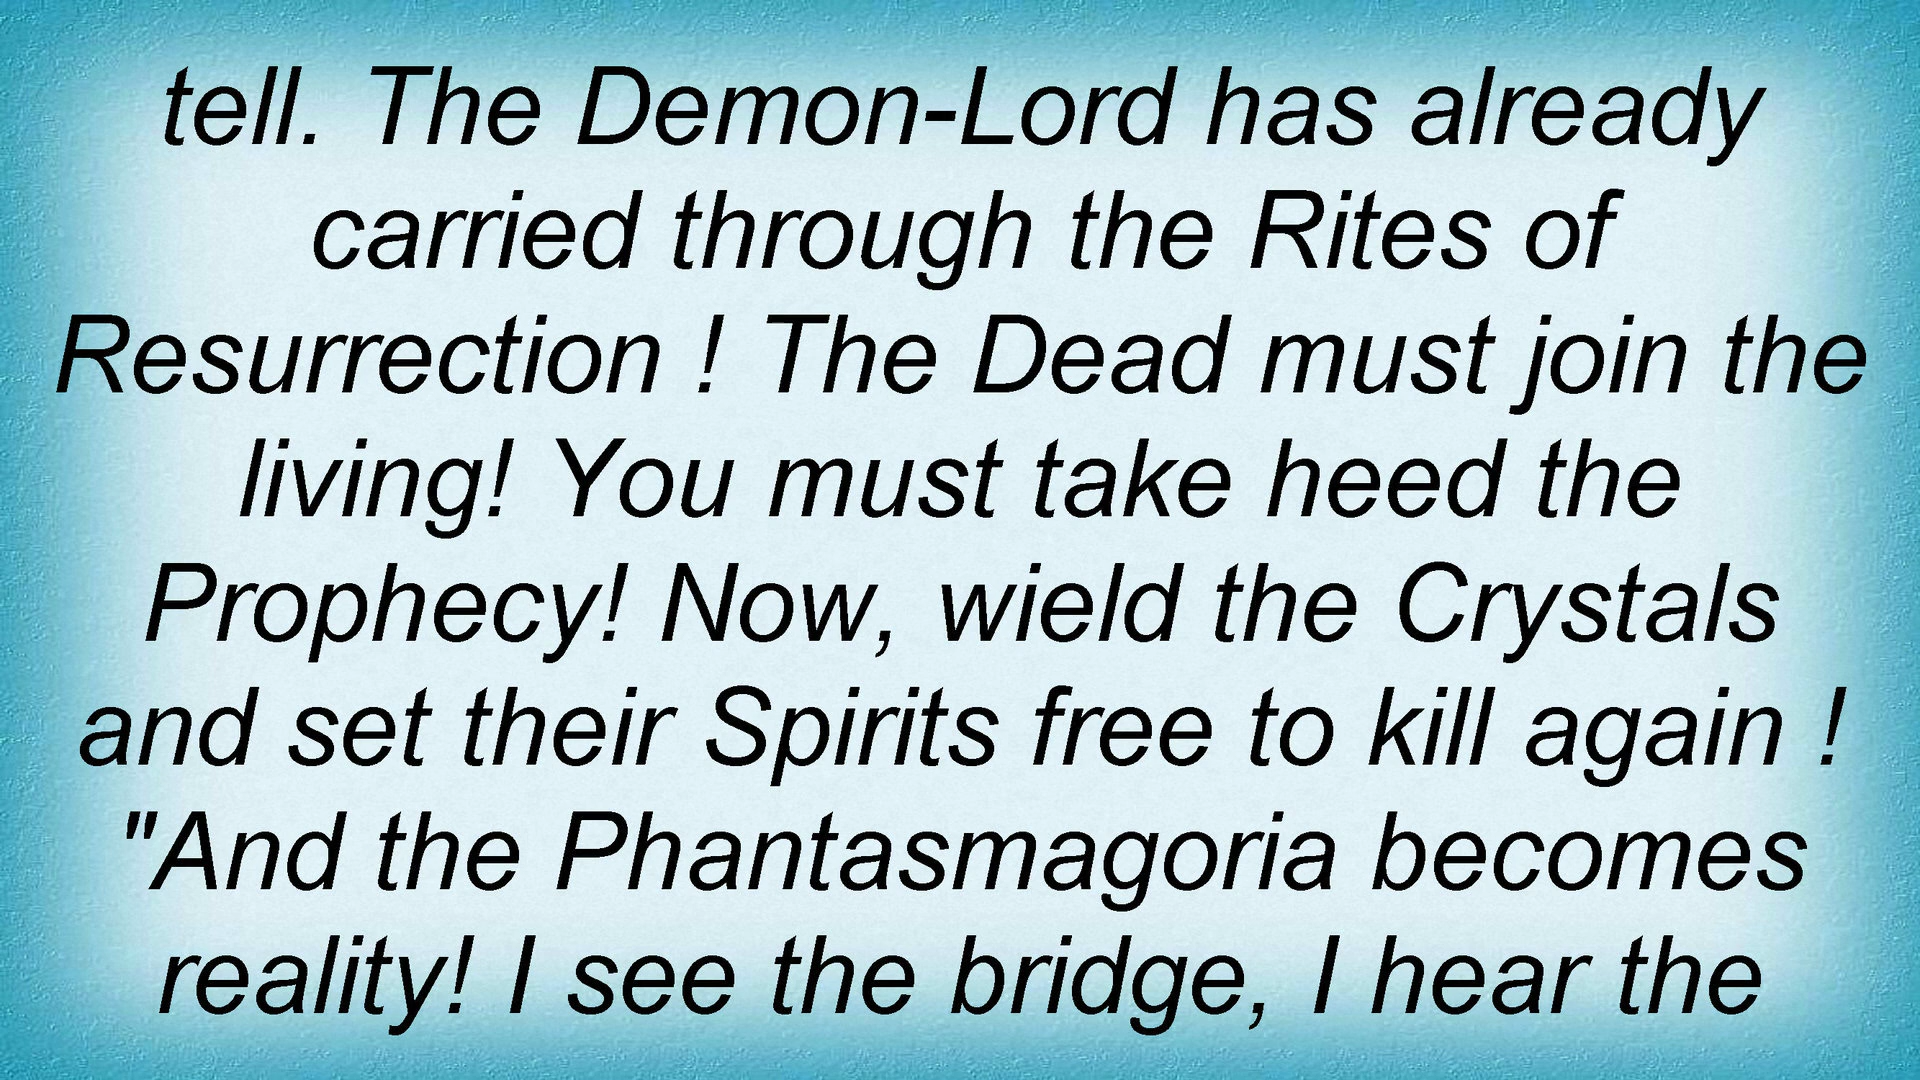 tell. The Demon-Lord has already
carried through the Rites of
Resurrection ! The Dead must join the
living! You must take heed the
Prophecy! Now, wield the Crystals
and set their Spirits free to kill again !
"And the Phantasmagoria becomes
reality! I see the bridge, I hear the